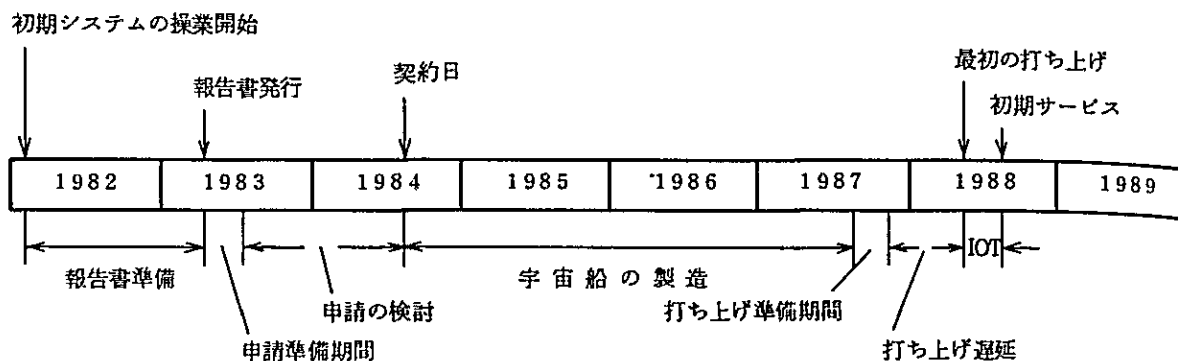 初期システムの操業開始
報告書発行
契約日
最初の打ち上げ
初期サービス
1982
1983
1984
1985
1986
1987
1988
1989
報告書準備
申請準備期間
申請の検討
宇宙船の製造
打ち上げ準備期間
打ち上げ遅延
IOT